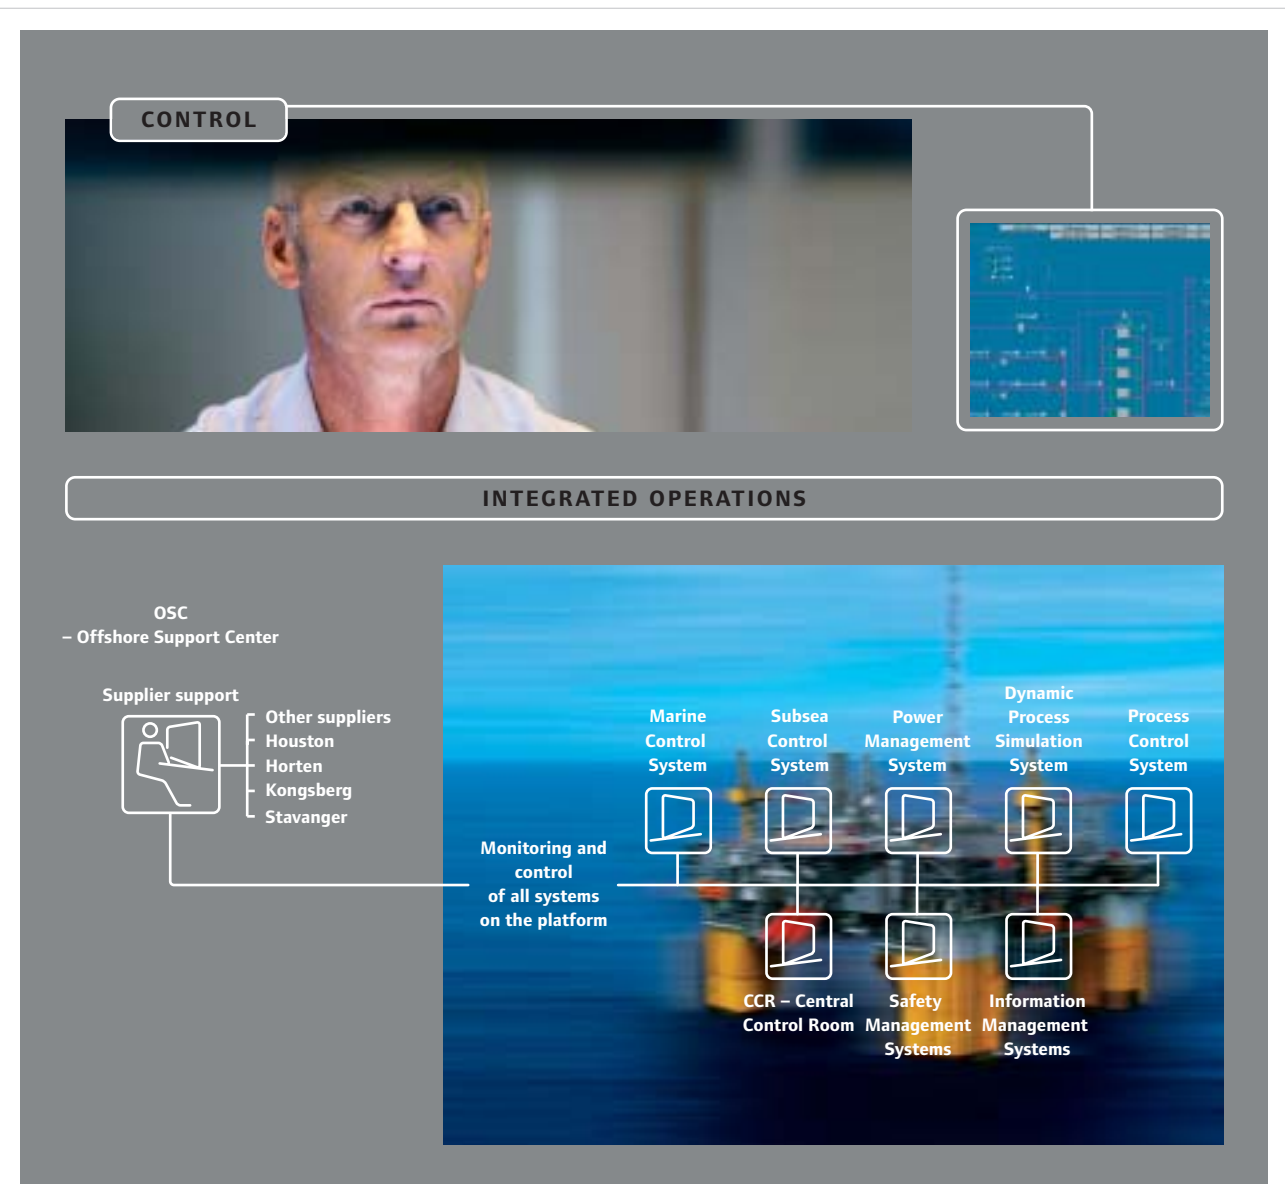 CONTROL
INTEGRATED OPERATIONS
OSC
– Offshore Support Center
Supplier support
Other suppliers
Houston
Horten
Kongsberg
Stavanger
Monitoring and
control
of all systems
on the platform
Marine
Control
System
Subsea
Control
System
Power
Management
System
Dynamic
Process
Simulation
System
Process
Control
System
CCR – Central
Control Room
Safety
Management
Systems
Information
Management
Systems